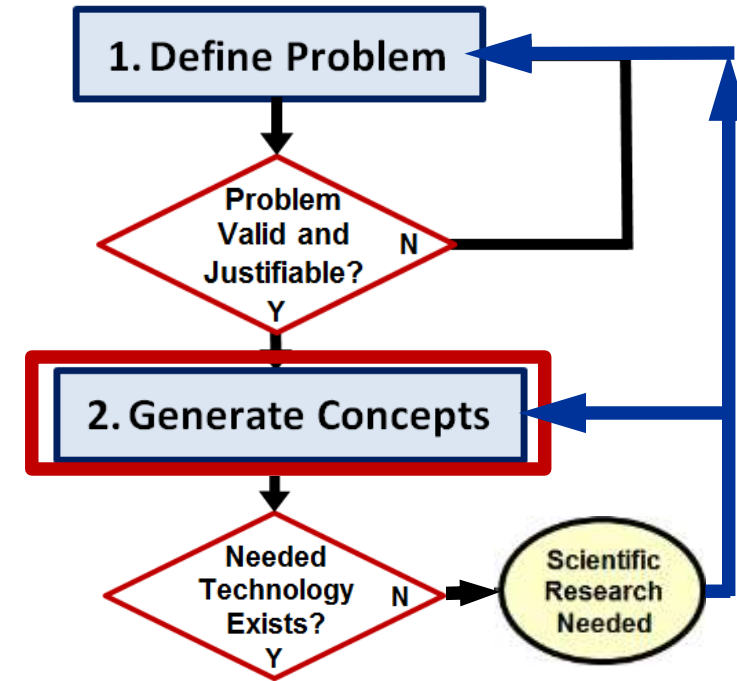 1. Define Problem
Problem
Valid and
Justifiable?
N
Y
2. Generate Concepts
Needed
Technology
Exists?
N
Y
Scientific
Research
Needed